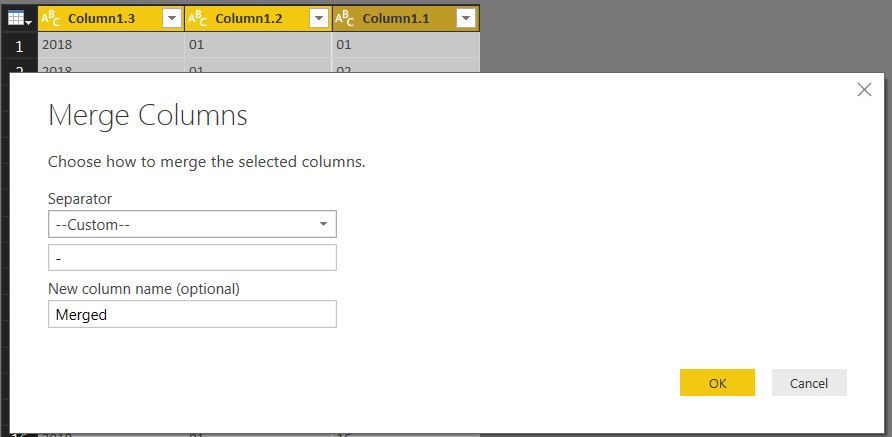 ABC Column1.3 ABC Column1.2 ABC Column1.1
1 2018 01 01
2 2018 01 02
Merge Columns
Choose how to merge the selected columns.
Separator
--Custom--
-
New column name (optional)
Merged
OK Cancel
16 2018 01 16